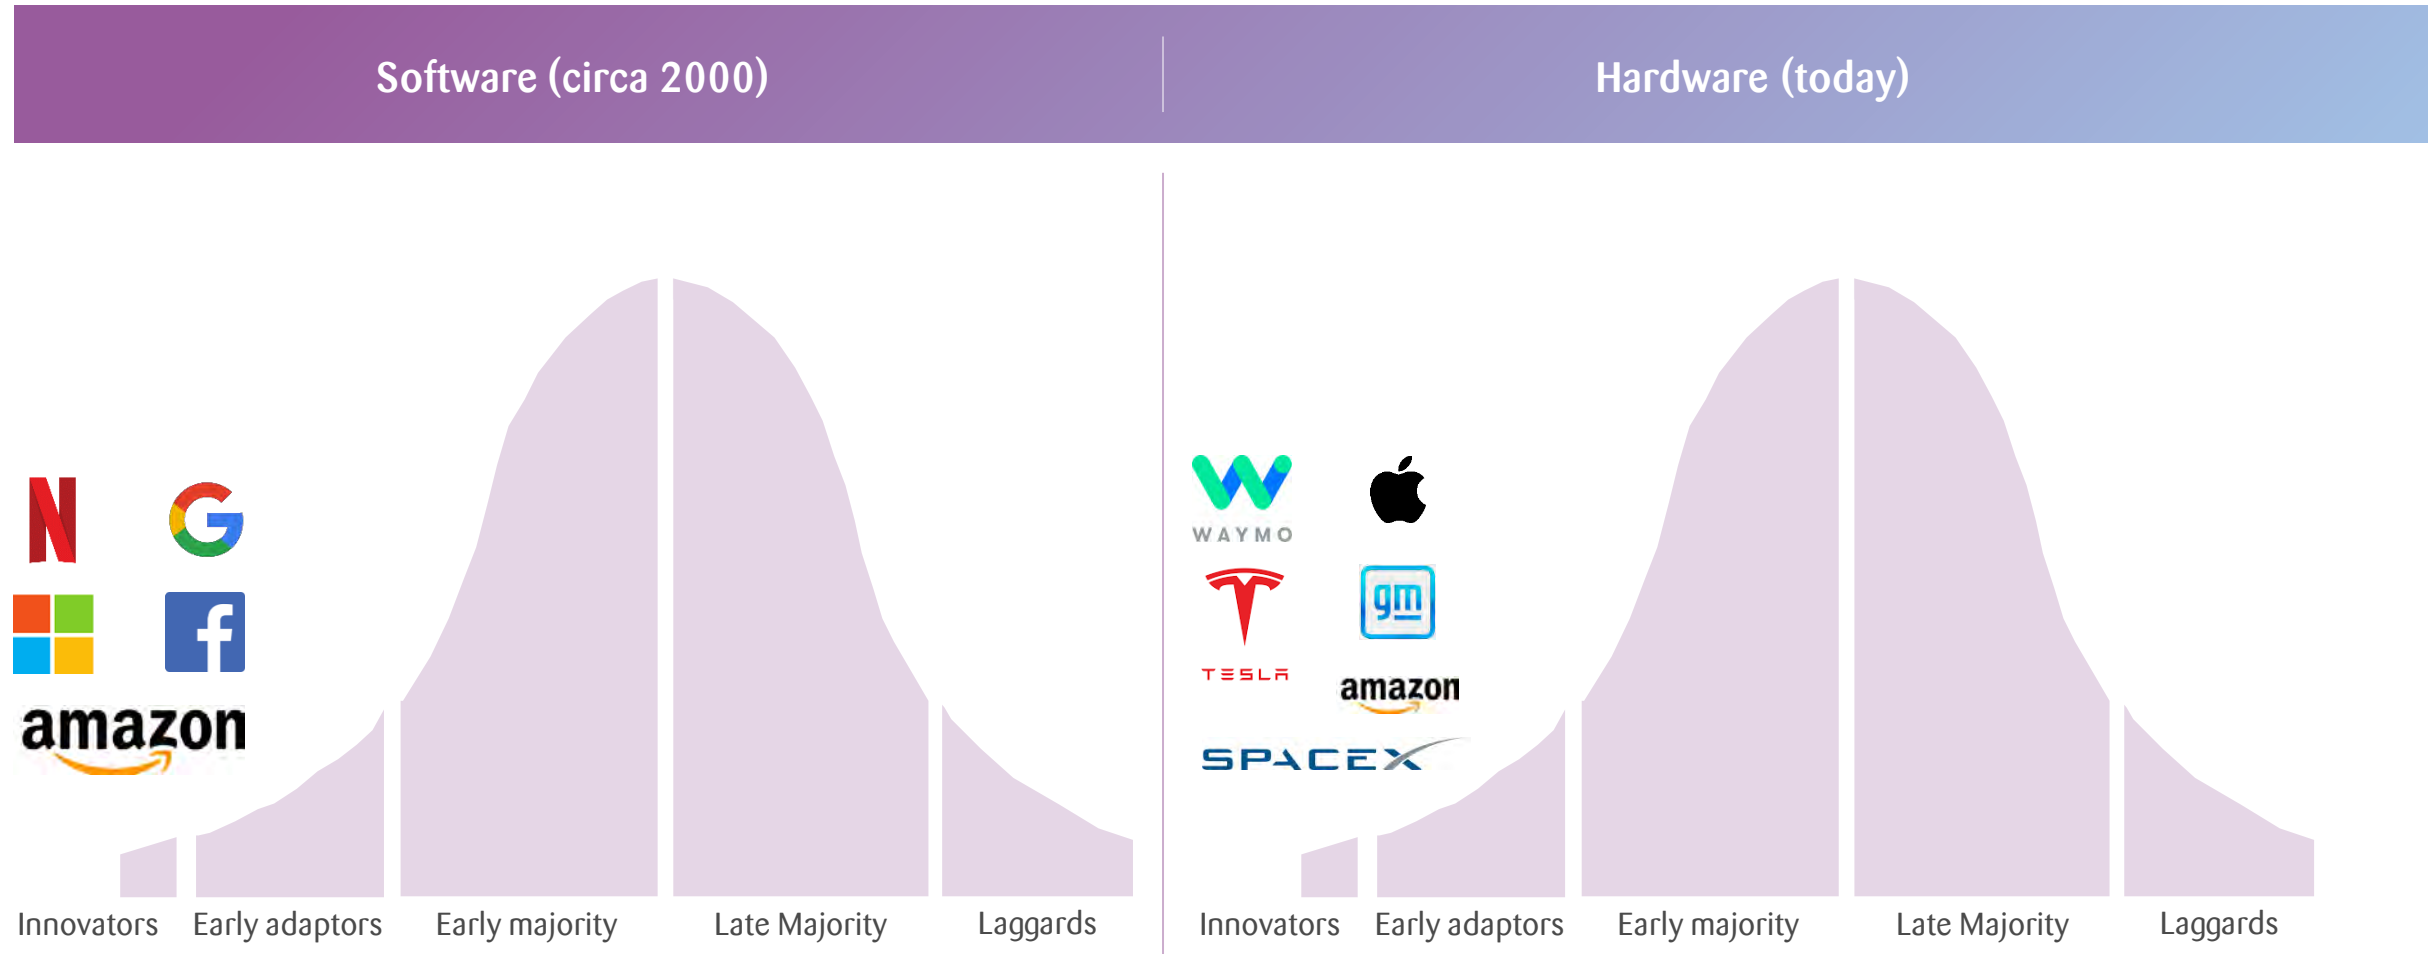 Software (circa 2000)
Hardware (today)
amazon
Innovators
Early adaptors
Early majority
Late Majority
Laggards
WAYMO
TESLA
gm
amazon
SPACEX
Innovators
Early adaptors
Early majority
Late Majority
Laggards